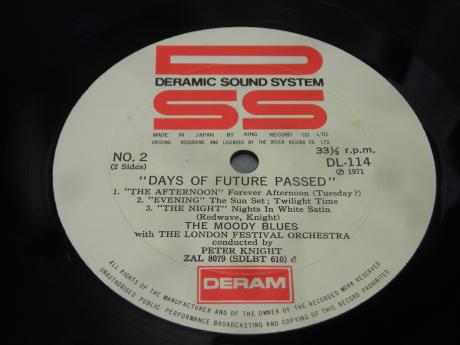 DSS
DERAMIC SOUND SYSTEM
MADE IN JAPAN BY KING RECORD CO. LTD.
ORIGINAL RECORDING AND LICENSED BY THE DECCA RECORD CO. LTD.
NO. 2
(2 Sides)
33⅓ r.p.m.
DL-114
Ⓟ 1971
"DAYS OF FUTURE PASSED"
1. "THE AFTERNOON" Forever Afternoon (Tuesday?)
2. "EVENING" The Sun Set; Twilight Time
3. "THE NIGHT" Nights In White Satin
(Redwave, Knight)
THE MOODY BLUES
with THE LONDON FESTIVAL ORCHESTRA
conducted by
PETER KNIGHT
ZAL 8079 (SDLBT 610) d
DERAM
ALL RIGHTS OF THE MANUFACTURER AND OF THE OWNER OF THE RECORDED WORK RESERVED
UNAUTHORISED PUBLIC PERFORMANCE BROADCASTING AND COPYING OF THIS RECORD PROHIBITED